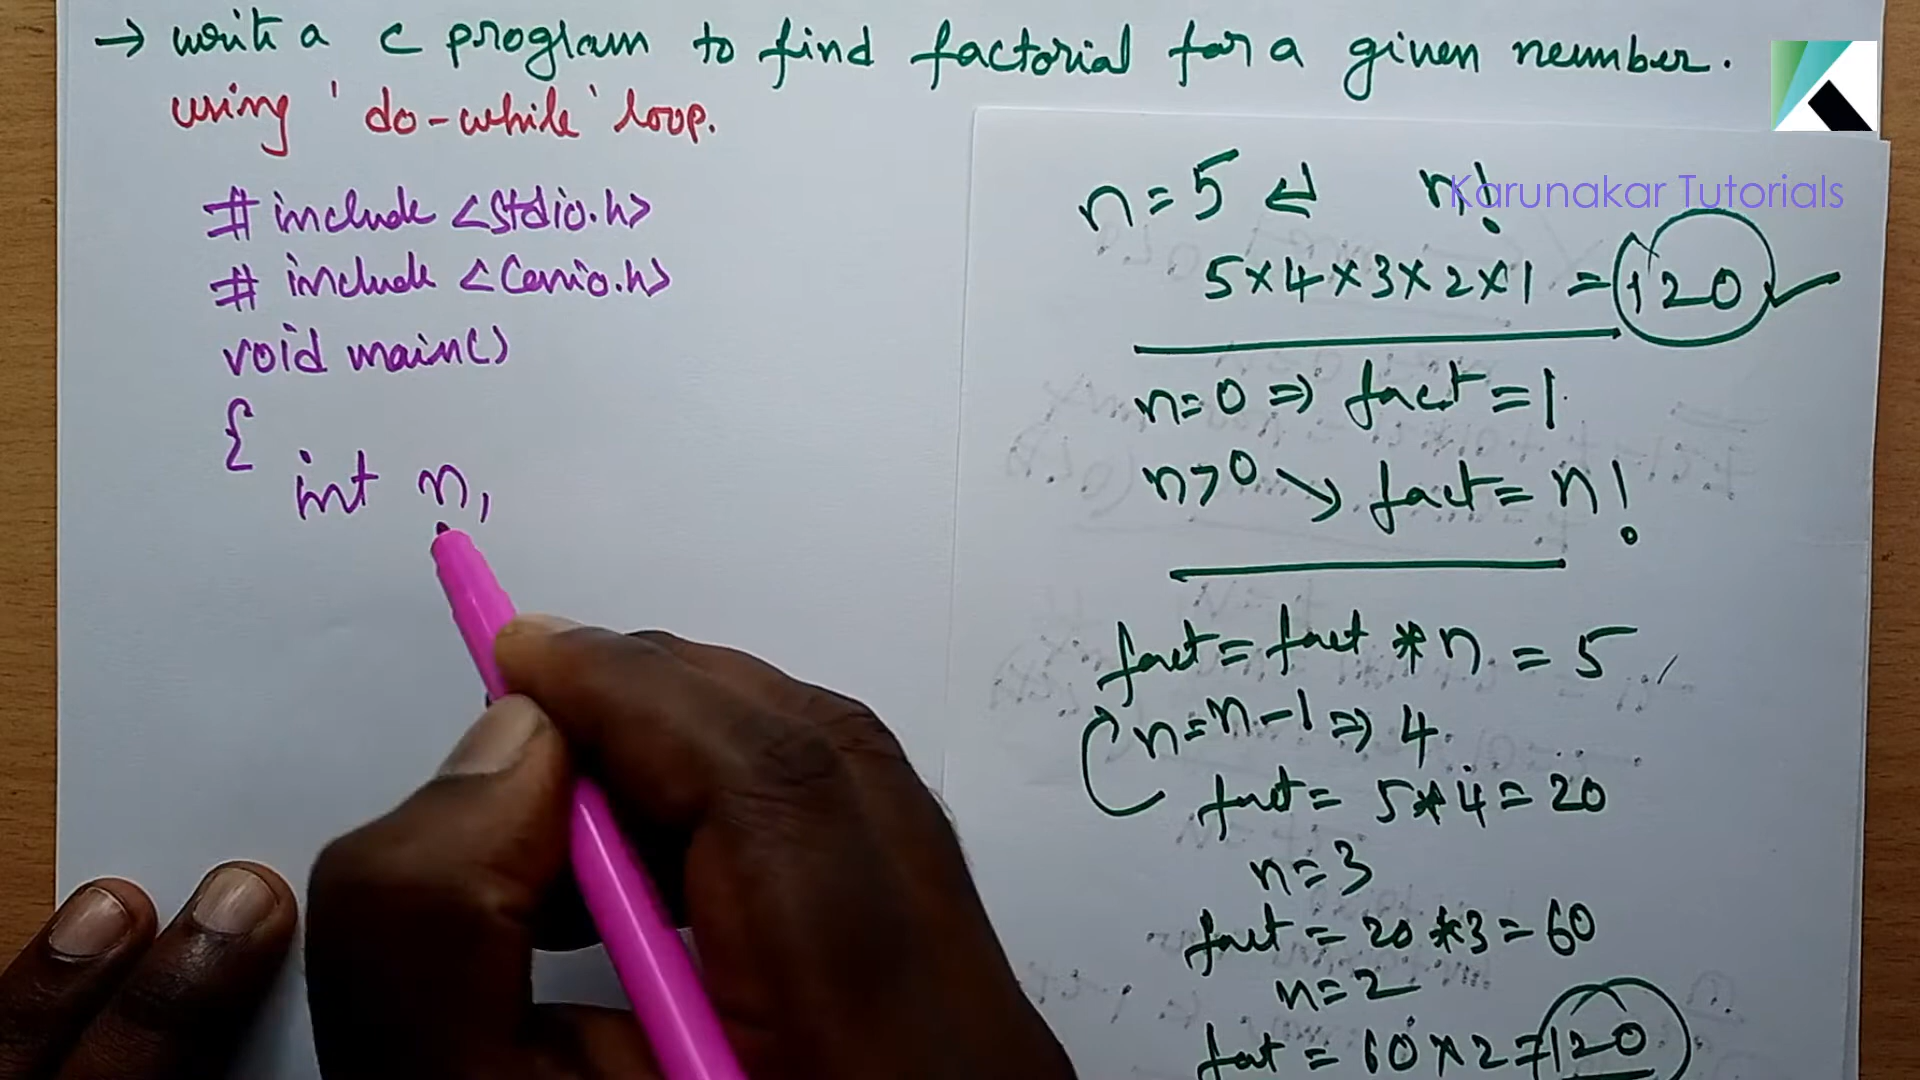 → write a c program to find factorial for a given number.
using 'do-while' loop.
# include <stdio.h>
# include <conio.h>
void main()
{
int n,
Karunakar Tutorials
n=5 ↵ n!
5×4×3×2×1 = 120 ✓
n=0 ⇒ fact=1
n>0 ↘ fact=n!
fact=fact*n=5
n=n-1⇒4
fact=5*4=20
n=3
fact=20*3=60
n=2
fat=60×2=120